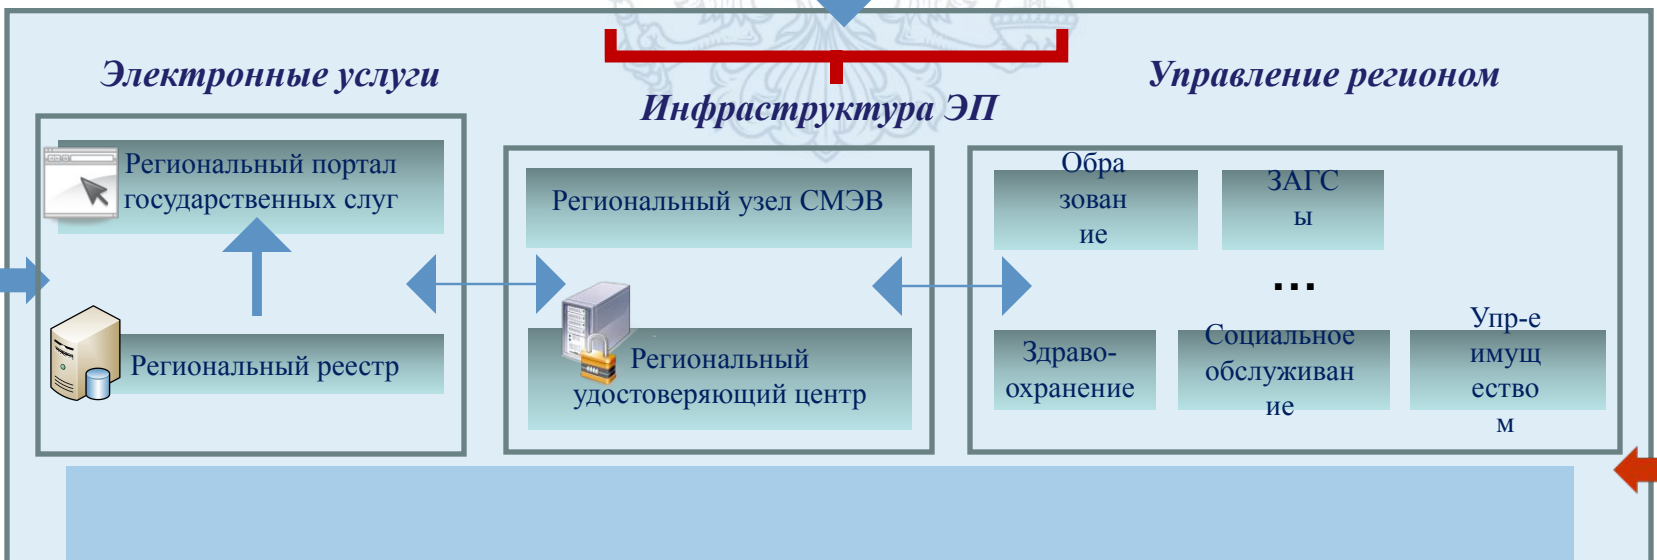 Электронные услуги
Региональный портал
государственных слуг
Региональный реестр
Инфраструктура ЭП
Региональный узел СМЭВ
Региональный
удостоверяющий центр
Управление регионом
Обра
зован
ие
ЗАГС
ы
...
Здраво-
охранение
Социальное
обслуживан
ие
Упр-е
имущ
ество
м